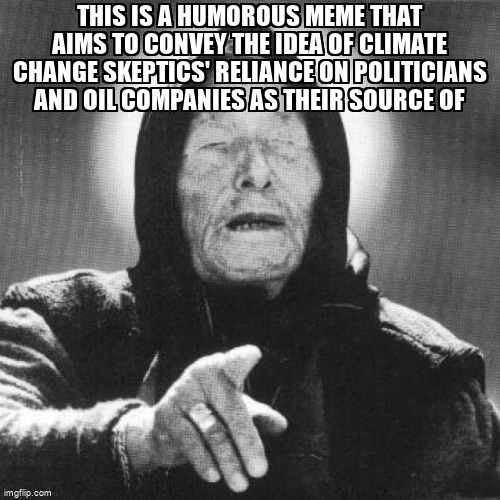 THIS IS A HUMOROUS MEME THAT
AIMS TO CONVEY THE IDEA OF CLIMATE
CHANGE SKEPTICS' RELIANCE ON POLITICIANS
AND OIL COMPANIES AS THEIR SOURCE OF
imgflip.com